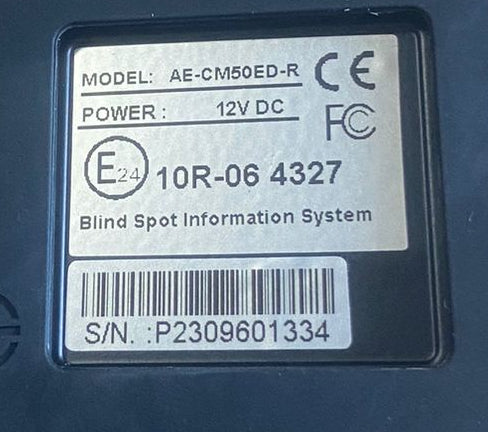 MODEL: AE-CM50ED-R
CE
POWER : 12V DC
FC
E24 10R-06 4327
Blind Spot Information System
S/N. :P2309601334